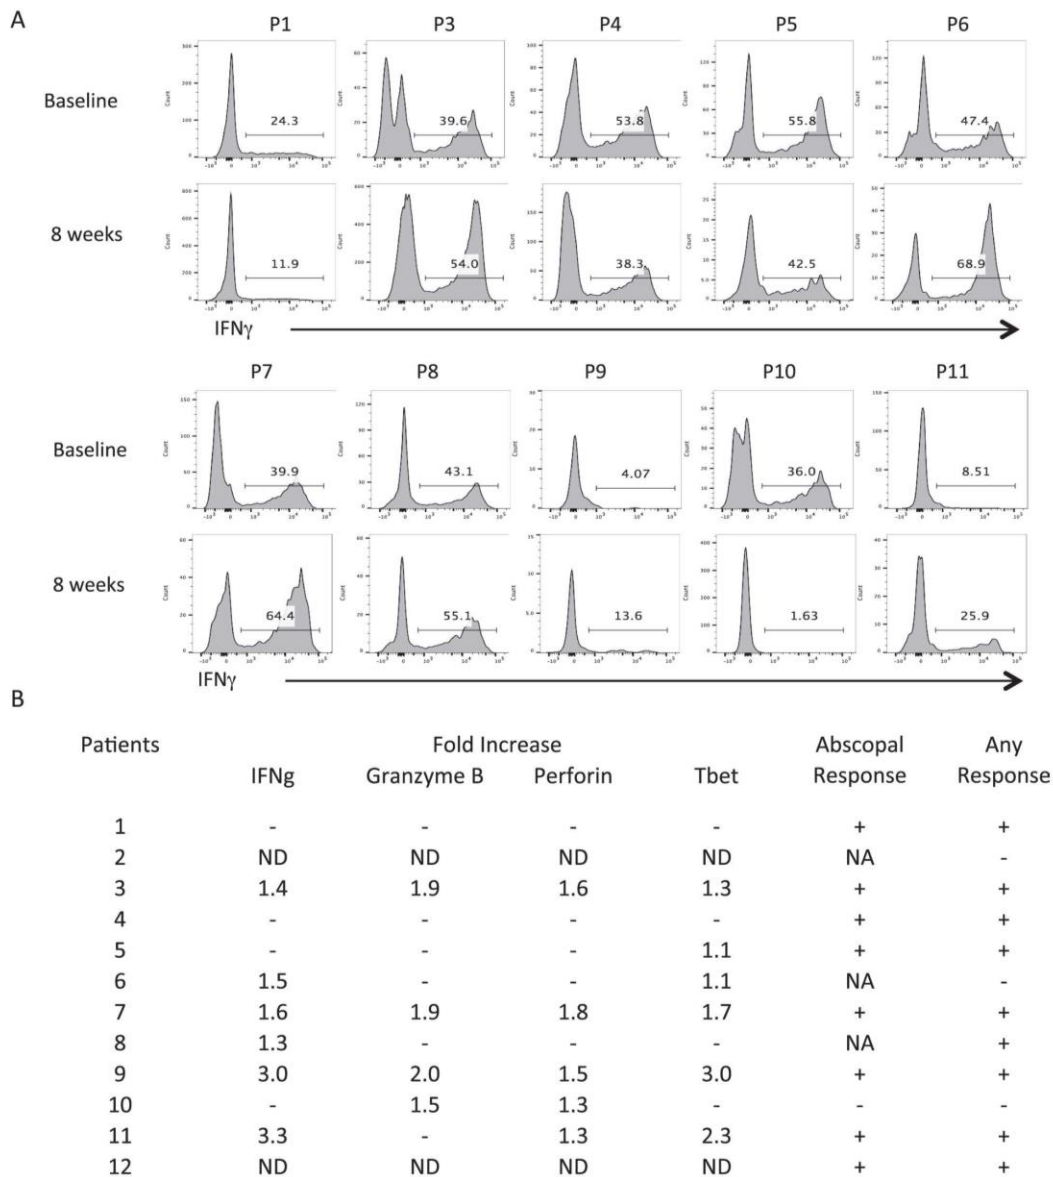 A
P1 P3 P4 P5 P6
Baseline
24.3 39.6 53.8 55.8 47.4
8 weeks
11.9 54.0 38.3 42.5 68.9
IFNγ
P7 P8 P9 P10 P11
Baseline
39.9 43.1 4.07 36.0 8.51
8 weeks
64.4 55.1 13.6 1.63 25.9
IFNγ
B
Patients Fold Increase Abscopal Any
IFNg Granzyme B Perforin Tbet Response Response
1 - - - - + +
2 ND ND ND ND NA -
3 1.4 1.9 1.6 1.3 + +
4 - - - - + +
5 - - - 1.1 + +
6 1.5 - - 1.1 NA -
7 1.6 1.9 1.8 1.7 + +
8 1.3 - - - NA +
9 3.0 2.0 1.5 3.0 + +
10 - 1.5 1.3 - - -
11 3.3 - 1.3 2.3 + +
12 ND ND ND ND + +